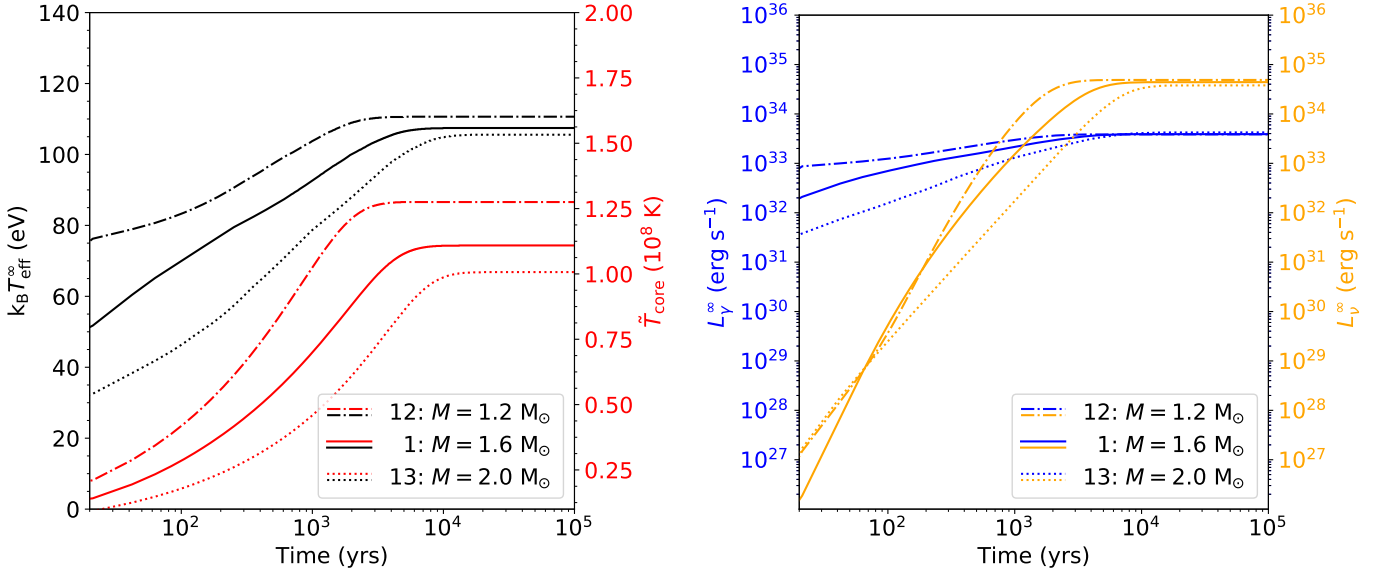 140
120
100
80
60
40
20
0
k_B T^∞_eff (eV)
2.00
1.75
1.50
1.25
1.00
0.75
0.50
0.25
T̃_core (10^8 K)
12: M = 1.2 M_⊙
1: M = 1.6 M_⊙
13: M = 2.0 M_⊙
10^2 10^3 10^4 10^5
Time (yrs)
10^36
10^35
10^34
10^33
10^32
10^31
10^30
10^29
10^28
10^27
L^∞_γ (erg s^−1)
10^36
10^35
10^34
10^33
10^32
10^31
10^30
10^29
10^28
10^27
L^∞_ν (erg s^−1)
12: M = 1.2 M_⊙
1: M = 1.6 M_⊙
13: M = 2.0 M_⊙
10^2 10^3 10^4 10^5
Time (yrs)